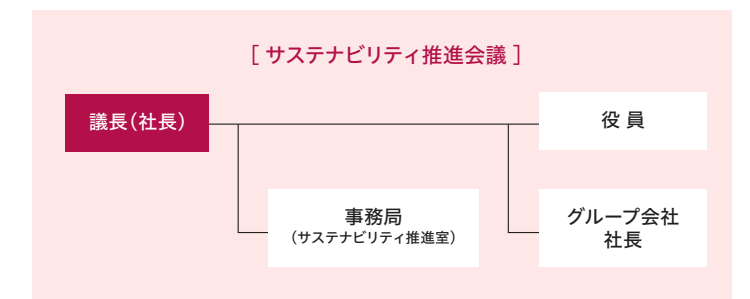 [ サステナビリティ推進会議 ]
議長(社長)
役 員
事務局
(サステナビリティ推進室)
グループ会社
社長